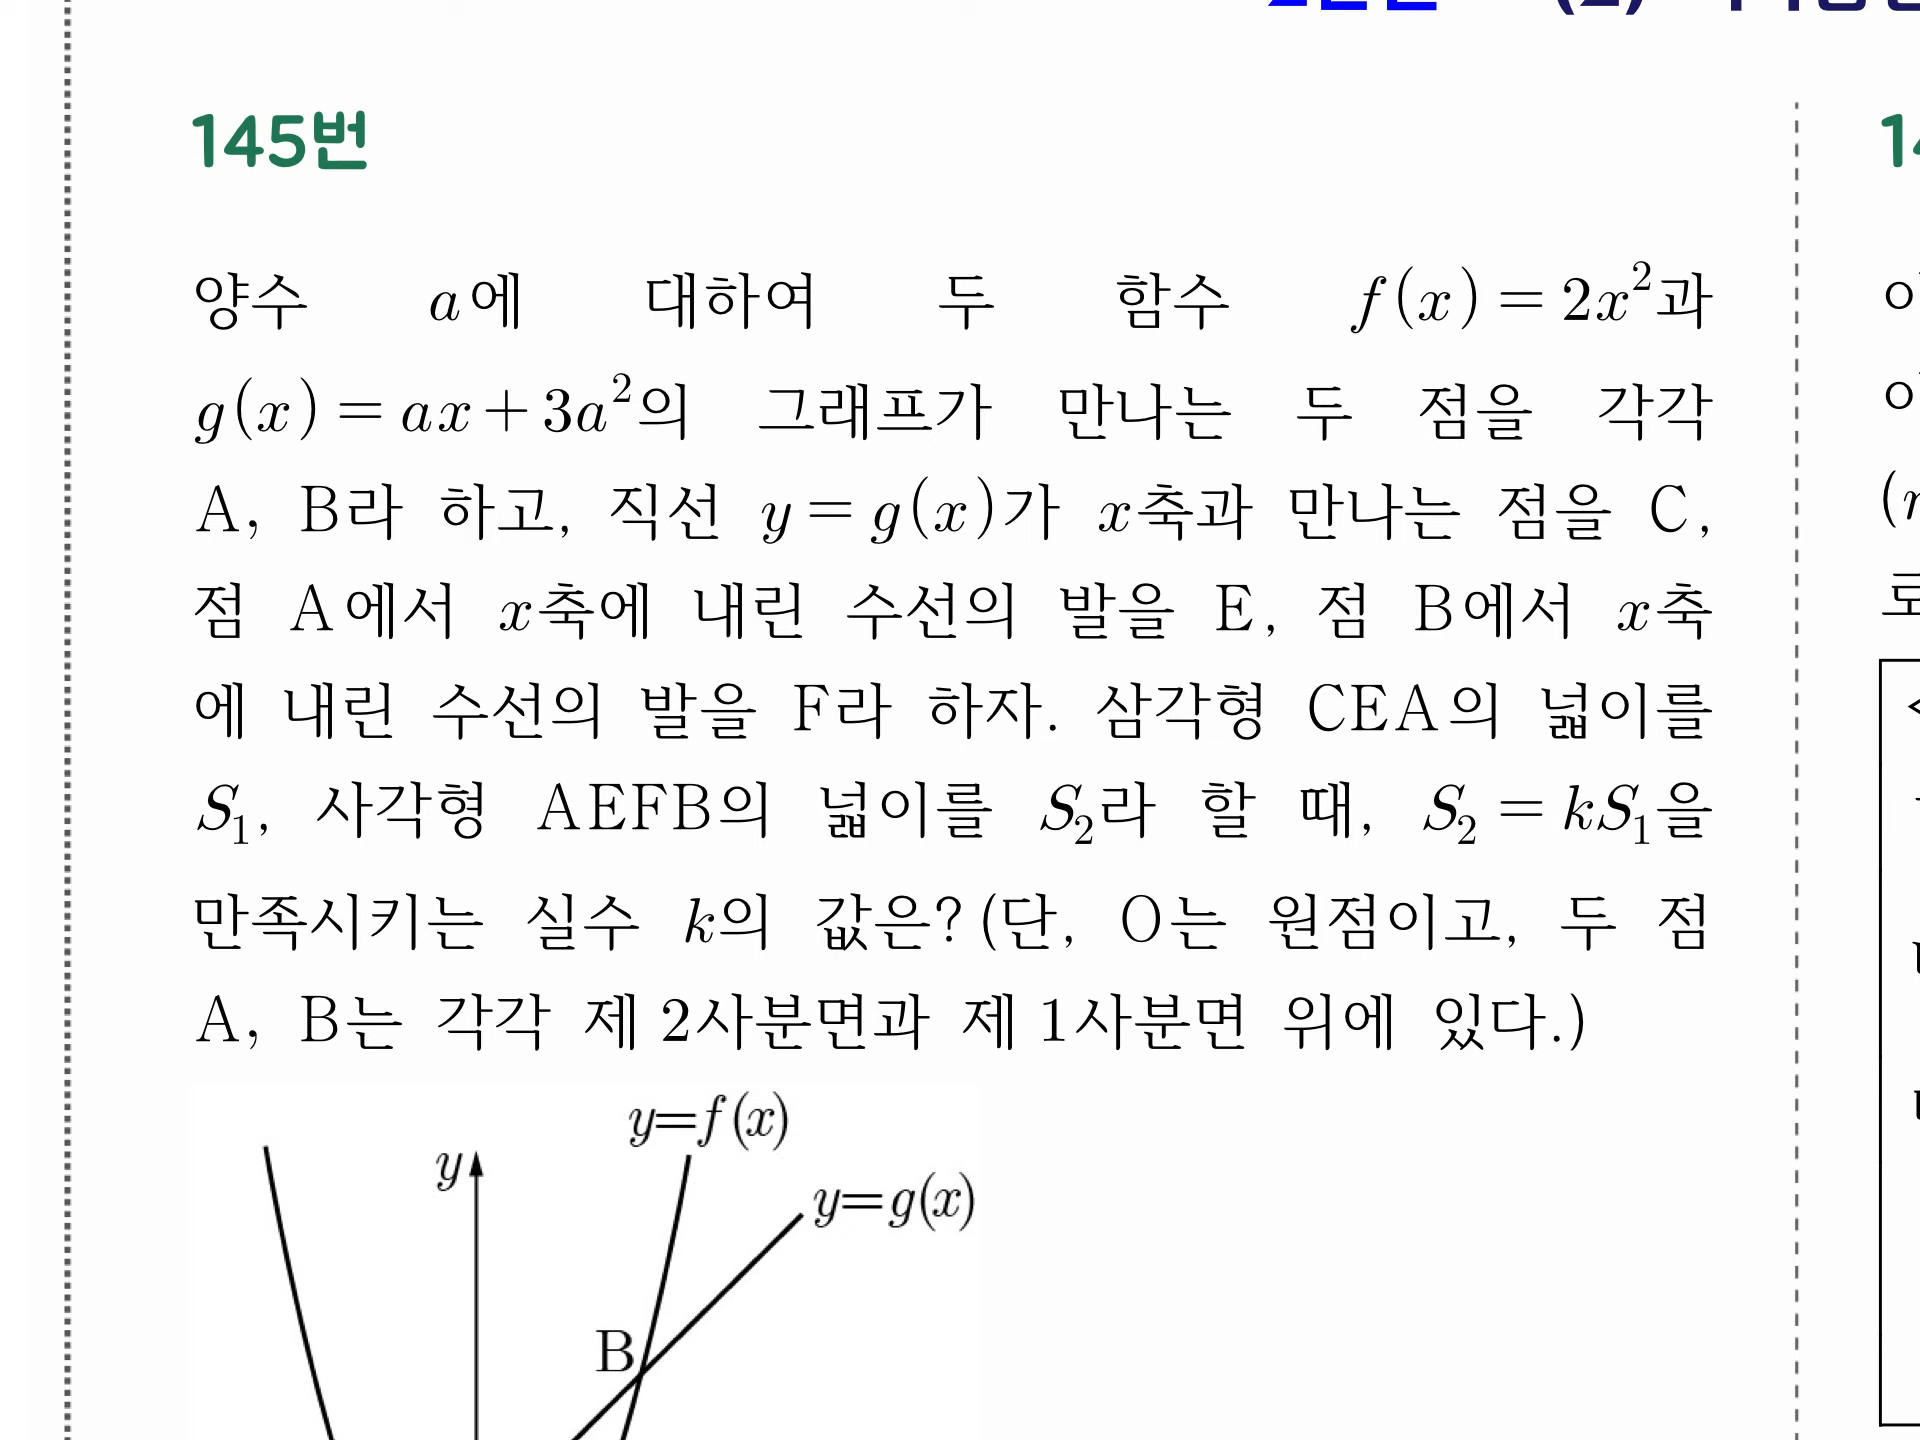 145번
양수 a에 대하여 두 함수 f(x)=2x²과
g(x)=ax+3a²의 그래프가 만나는 두 점을 각각
A, B라 하고, 직선 y=g(x)가 x축과 만나는 점을 C,
점 A에서 x축에 내린 수선의 발을 E, 점 B에서 x축
에 내린 수선의 발을 F라 하자. 삼각형 CEA의 넓이를
S₁, 사각형 AEFB의 넓이를 S₂라 할 때, S₂=kS₁을
만족시키는 실수 k의 값은? (단, O는 원점이고, 두 점
A, B는 각각 제 2사분면과 제 1사분면 위에 있다.)
y=f(x)
y
y=g(x)
B